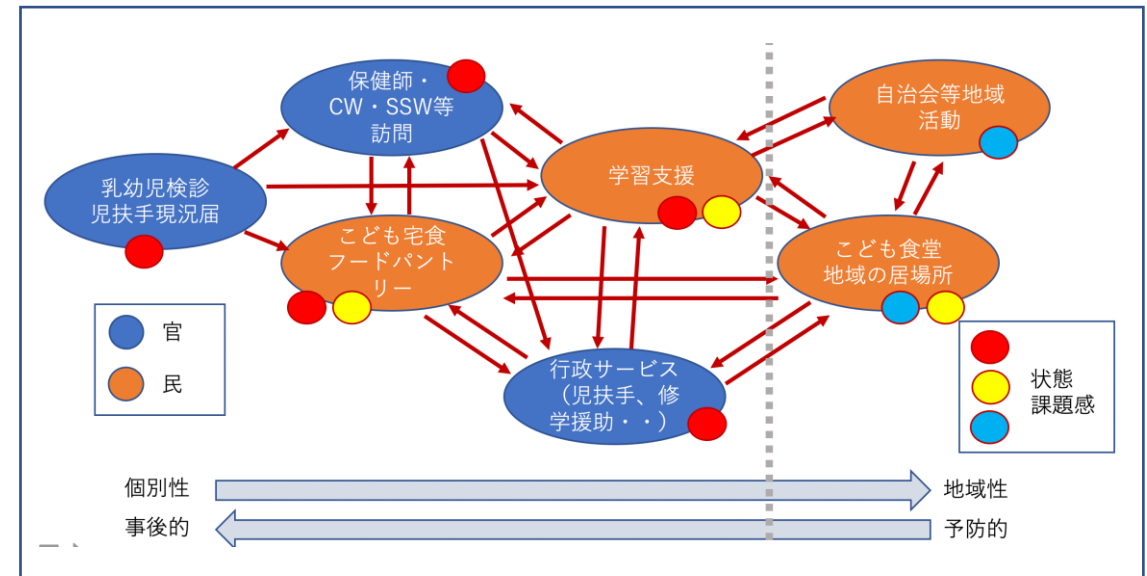 保健師・
CW・SSW等
訪問
自治会等地域
活動
学習支援
乳幼児検診
児扶手現況届
こども宅食
フードパント
リー
こども食堂
地域の居場所
官
民
行政サービス
（児扶手、修
学援助・・）
状態
課題感
個別性
地域性
事後的
予防的